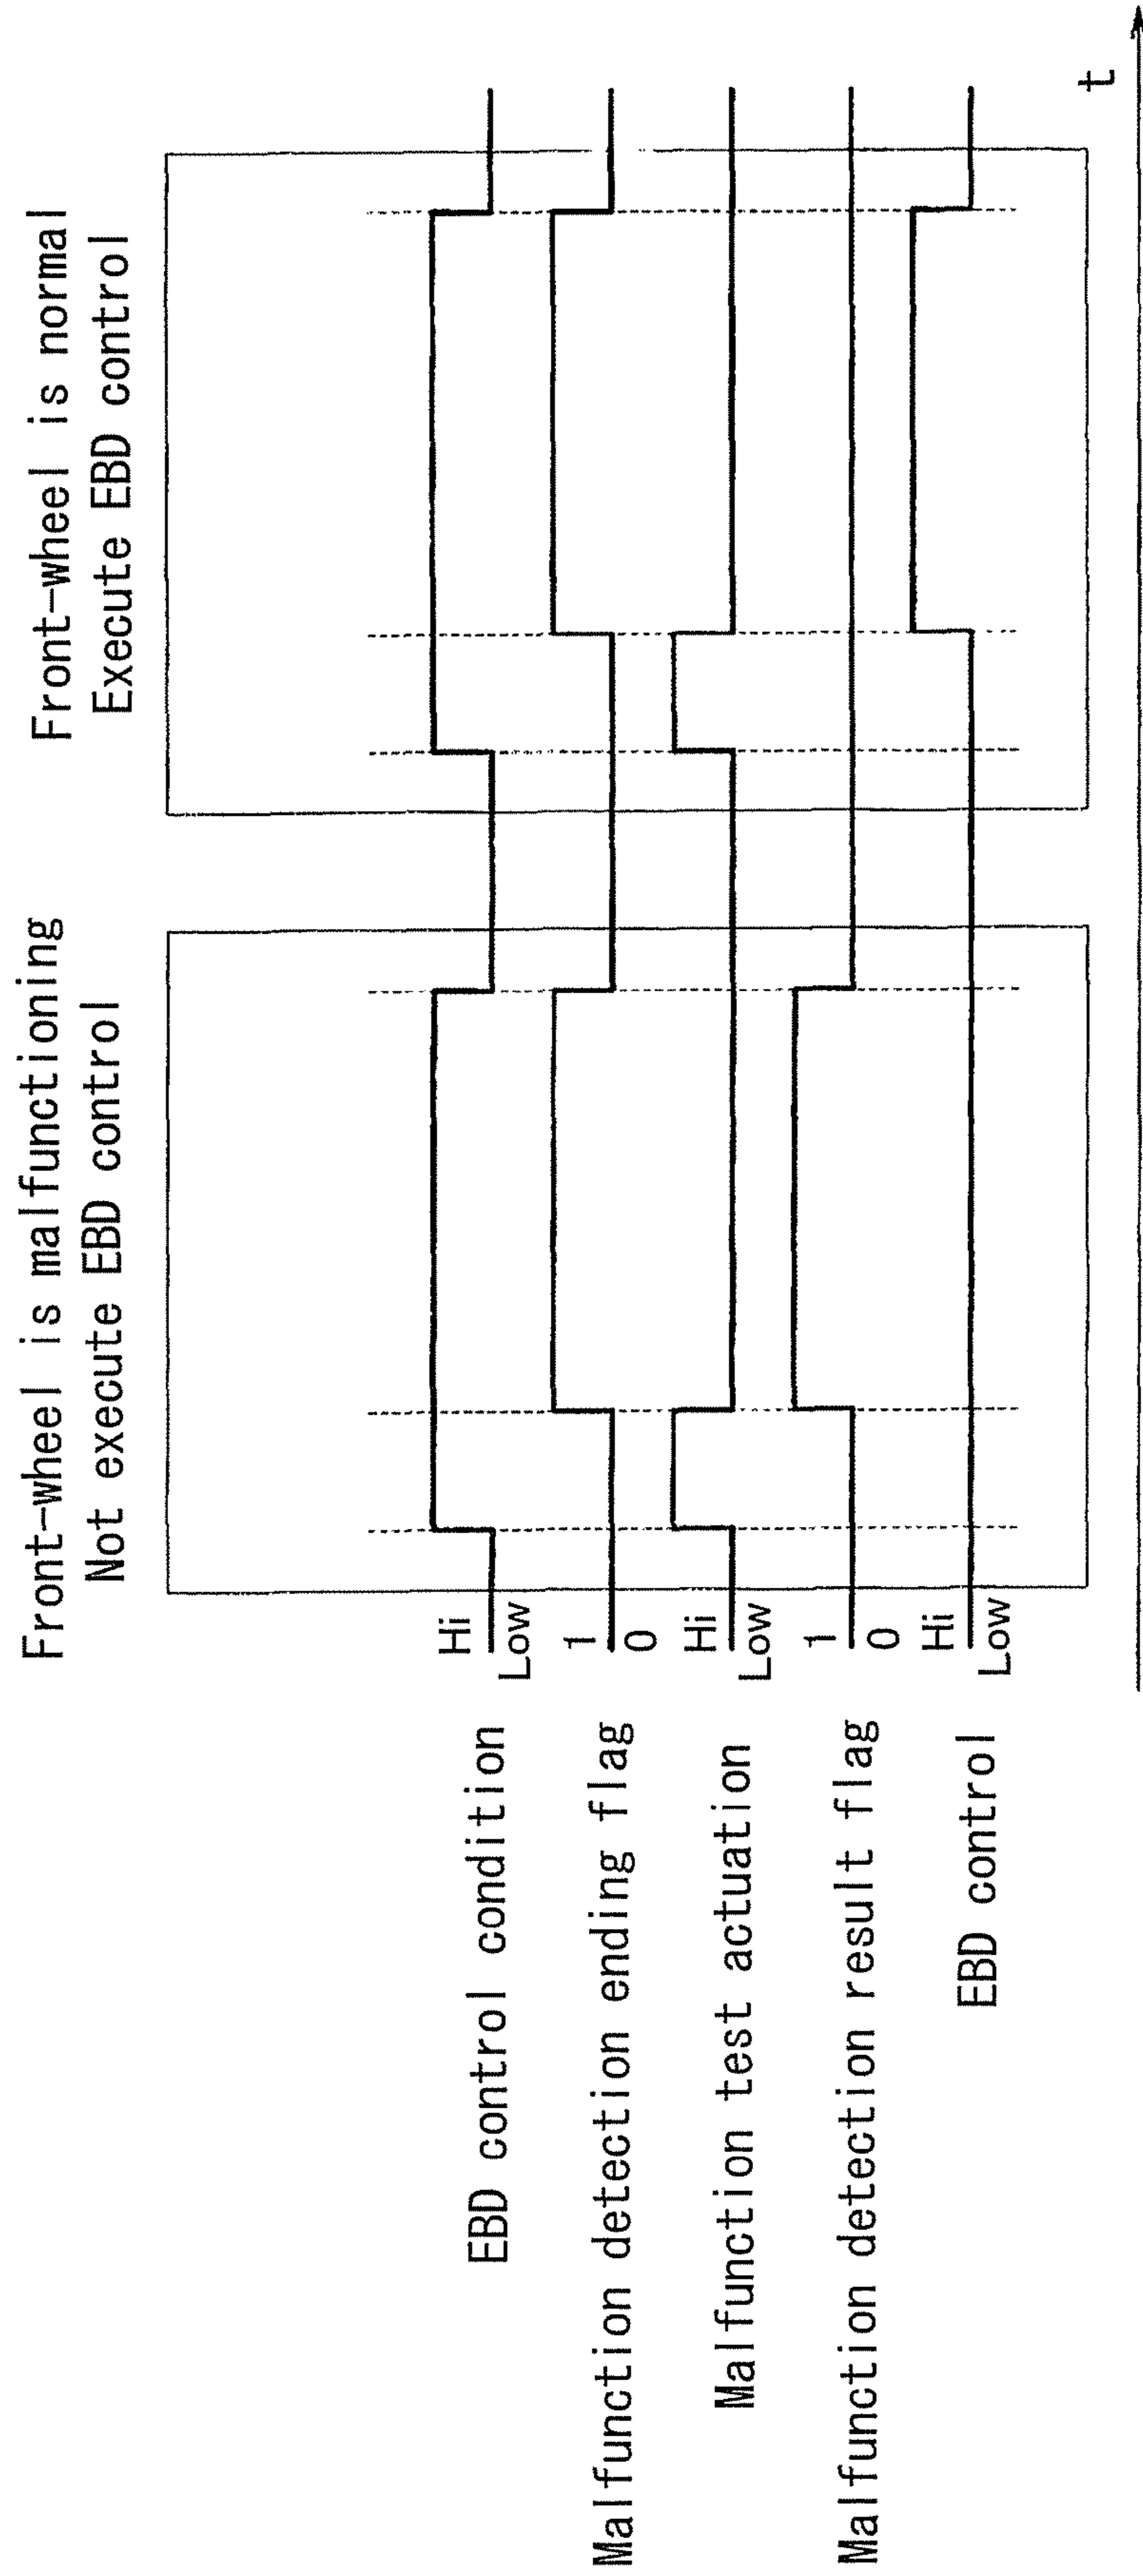 Front-wheel is malfunctioning
Not execute EBD control
Front-wheel is normal
Execute EBD control
EBD control condition
Hi
Low
Malfunction detection ending flag
1
0
Malfunction test actuation
Hi
Low
Malfunction detection result flag
1
0
EBD control
Hi
Low
t